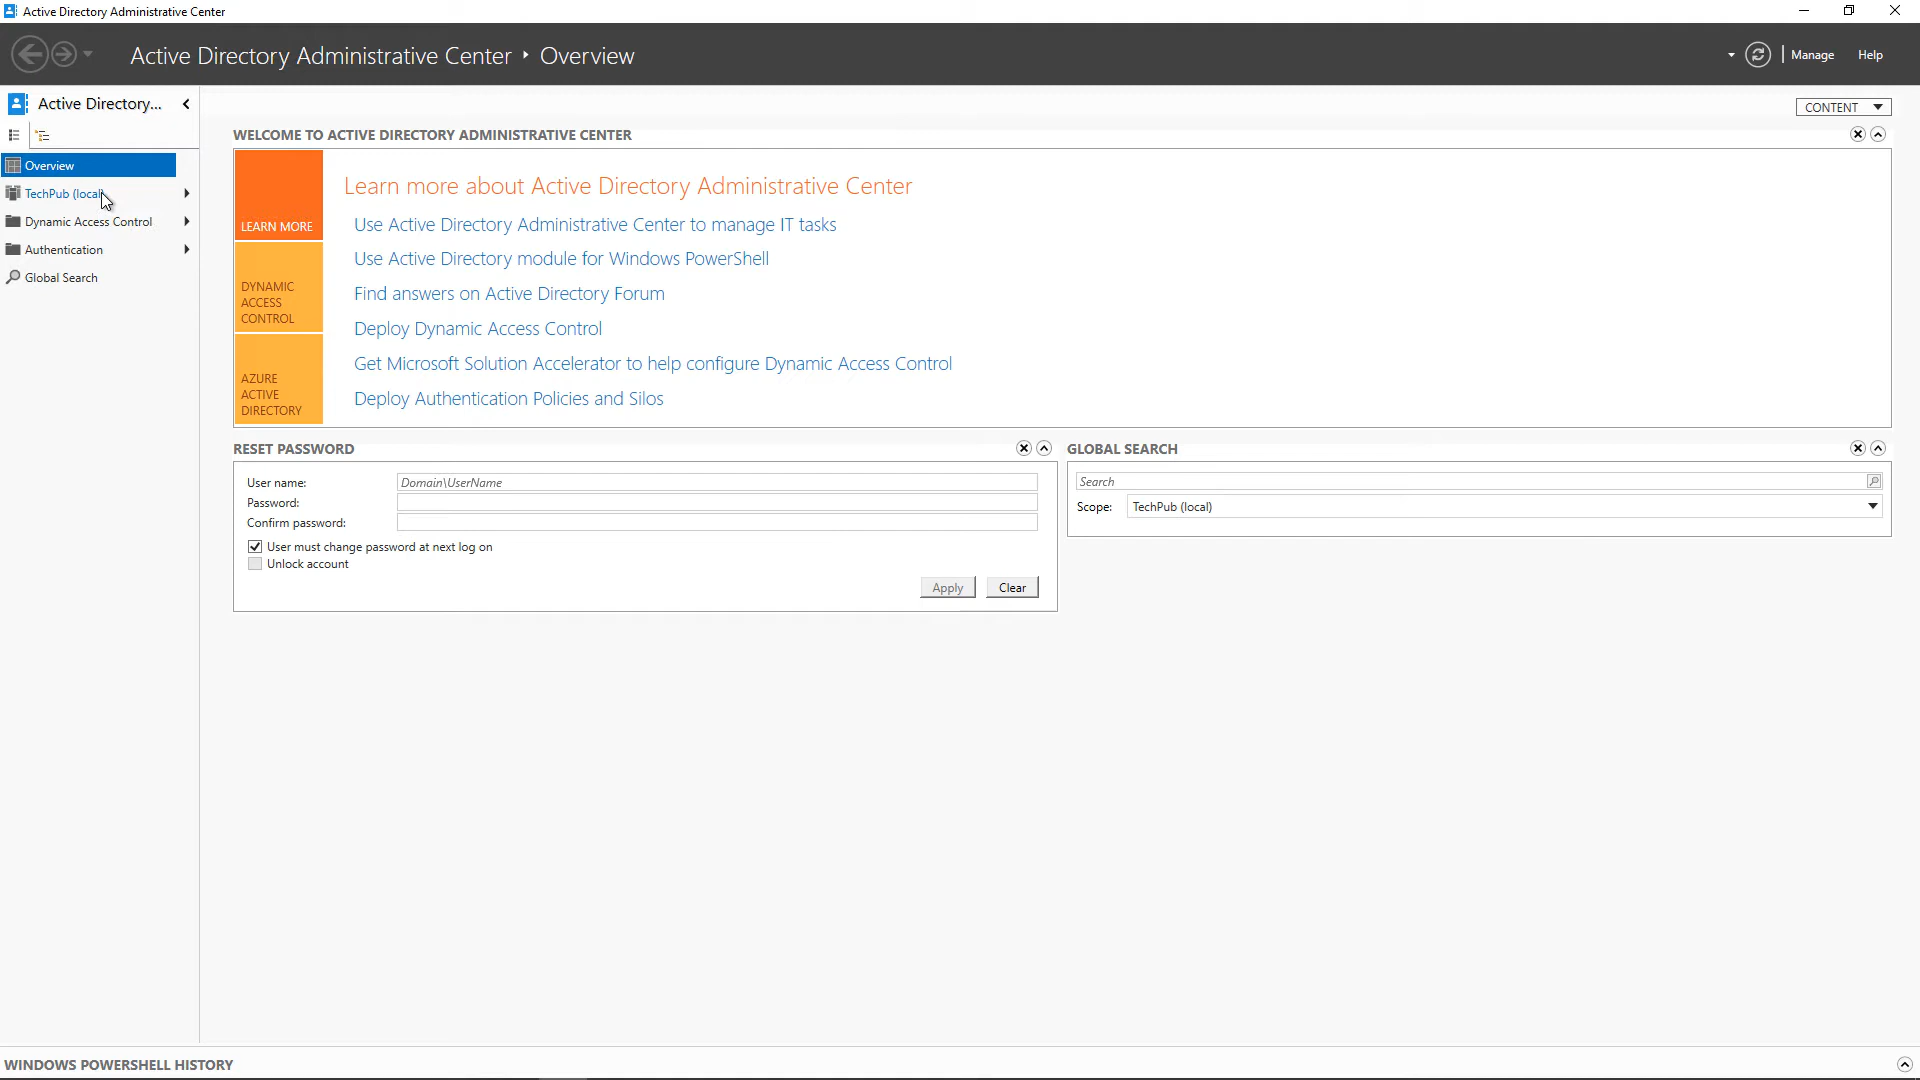 Active Directory Administrative Center
Active Directory Administrative Center ‣ Overview
Manage
Help
Active Directory...
Overview
TechPub (local)
Dynamic Access Control
Authentication
Global Search
CONTENT
WELCOME TO ACTIVE DIRECTORY ADMINISTRATIVE CENTER
LEARN MORE
DYNAMIC
ACCESS
CONTROL
AZURE
ACTIVE
DIRECTORY
Learn more about Active Directory Administrative Center
Use Active Directory Administrative Center to manage IT tasks
Use Active Directory module for Windows PowerShell
Find answers on Active Directory Forum
Deploy Dynamic Access Control
Get Microsoft Solution Accelerator to help configure Dynamic Access Control
Deploy Authentication Policies and Silos
RESET PASSWORD
User name:
Domain\UserName
Password:
Confirm password:
User must change password at next log on
Unlock account
Apply
Clear
GLOBAL SEARCH
Search
Scope:
TechPub (local)
WINDOWS POWERSHELL HISTORY